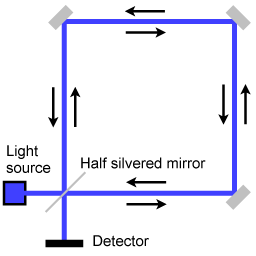 Light
source
Half silvered mirror
Detector